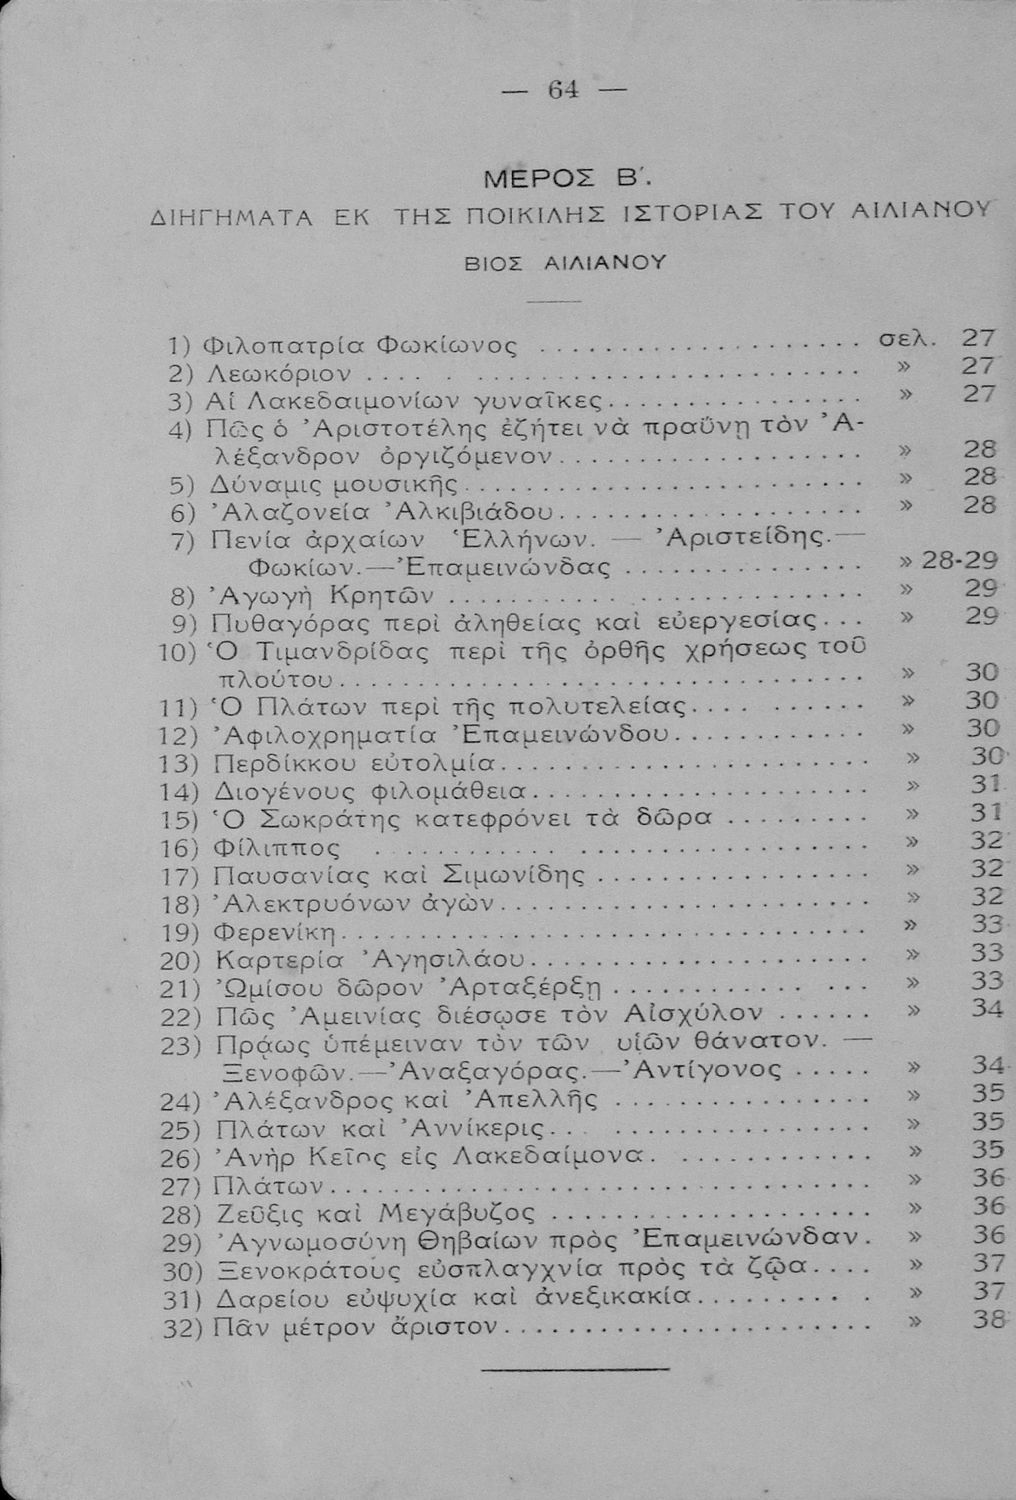 — 64 —
ΜΕΡΟΣ Β΄.
ΔΙΗΓΗΜΑΤΑ ΕΚ ΤΗΣ ΠΟΙΚΙΛΗΣ ΙΣΤΟΡΙΑΣ ΤΟΥ ΑΙΛΙΑΝΟΥ
ΒΙΟΣ ΑΙΛΙΑΝΟΥ
1) Φιλοπατρία Φωκίωνος .................... σελ. 27
2) Λεωκόριον .... . ........................ » 27
3) Αἱ Λακεδαιμονίων γυναῖκες................ » 27
4) Πῶς ὁ Ἀριστοτέλης ἐζήτει νὰ πραΰνῃ τὸν Ἀ-
λέξανδρον ὀργιζόμενον................... » 28
5) Δύναμις μουσικῆς......................... » 28
6) Ἀλαζονεία Ἀλκιβιάδου................... » 28
7) Πενία ἀρχαίων Ἑλλήνων. — Ἀριστείδης.—
Φωκίων.—Ἐπαμεινώνδας ............... » 28-29
8) Ἀγωγὴ Κρητῶν .......................... » 29
9) Πυθαγόρας περὶ ἀληθείας καὶ εὐεργεσίας... » 29
10) Ὁ Τιμανδρίδας περὶ τῆς ὀρθῆς χρήσεως τοῦ
πλούτου................................. » 30
11) Ὁ Πλάτων περὶ τῆς πολυτελείας.... ...... » 30
12) Ἀφιλοχρηματία Ἐπαμεινώνδου............ » 30
13) Περδίκκου εὐτολμία....................... » 30
14) Διογένους φιλομάθεια..................... » 31
15) Ὁ Σωκράτης κατεφρόνει τὰ δῶρα ......... » 31
16) Φίλιππος ............ .................. » 32
17) Παυσανίας καὶ Σιμωνίδης ................. » 32
18) Ἀλεκτρυόνων ἀγὼν....................... » 32
19) Φερενίκη................................. » 33
20) Καρτερία Ἀγησιλάου..................... » 33
21) Ὠμίσου δῶρον Ἀρταξέρξῃ ............ ... » 33
22) Πῶς Ἀμεινίας διέσῳσε τὸν Αἰσχύλον ...... » 34
23) Πρᾴως ὑπέμειναν τὸν τῶν υἱῶν θάνατον. —
Ξενοφῶν.—Ἀναξαγόρας.—Ἀντίγονος ..... » 34
24) Ἀλέξανδρος καὶ Ἀπελλῆς ................ » 35
25) Πλάτων καὶ Ἀννίκερις... ................ » 35
26) Ἀνὴρ Κεῖος εἰς Λακεδαίμονα. ............ » 35
27) Πλάτων.................................. » 36
28) Ζεῦξις καὶ Μεγάβυζος .................... » 36
29) Ἀγνωμοσύνη Θηβαίων πρὸς Ἐπαμεινώνδαν. » 36
30) Ξενοκράτους εὐσπλαγχνία πρὸς τὰ ζῷα.... » 37
31) Δαρείου εὐψυχία καὶ ἀνεξικακία.......... . » 37
32) Πᾶν μέτρον ἄριστον....................... » 38